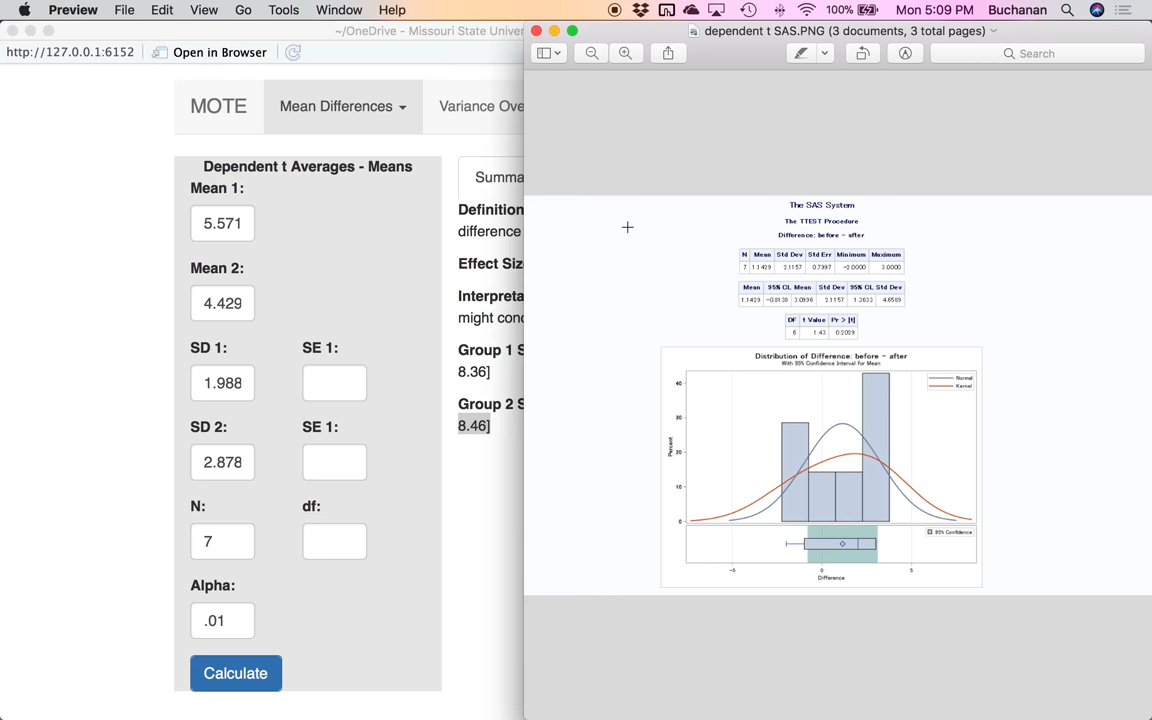 Preview File Edit View Go Tools Window Help 100% Mon 5:09 PM Buchanan
~/OneDrive - Missouri State Univer
http://127.0.0.1:6152 Open in Browser
MOTE Mean Differences Variance Ove
Dependent t Averages - Means
Mean 1:
5.571
Mean 2:
4.429
SD 1: SE 1:
1.988
SD 2: SE 1:
2.878
N: df:
7
Alpha:
.01
Calculate
Summa
Definition
difference
Effect Siz
Interpreta
might conc
Group 1 S
8.36]
Group 2 S
8.46]
dependent t SAS.PNG (3 documents, 3 total pages)
Search
The SAS System
The TTEST Procedure
Difference: before - after
N Mean Std Dev Std Err Minimum Maximum
7 1.1429 2.1157 0.7997 -2.0000 3.0000
Mean 95% CL Mean Std Dev 95% CL Std Dev
1.1429 -0.8138 3.0996 2.1157 1.3633 4.6589
DF t Value Pr > |t|
6 1.43 0.2029
Distribution of Difference: before - after
With 95% Confidence Interval for Mean
Normal
Kernel
40
30
20
10
0
Percent
95% Confidence
-5 0 5
Difference